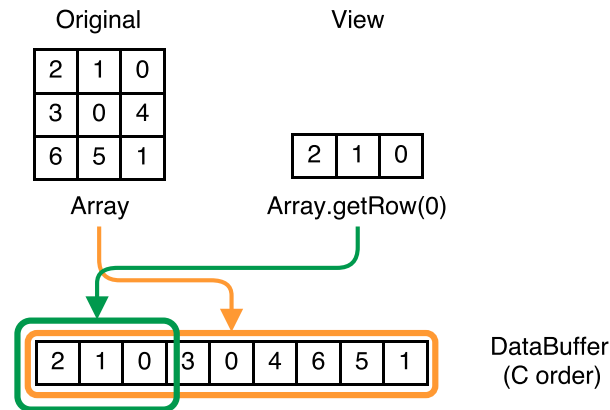 Original View
2 1 0
3 0 4
6 5 1
2 1 0
Array Array.getRow(0)
2 1 0 3 0 4 6 5 1
DataBuffer
(C order)